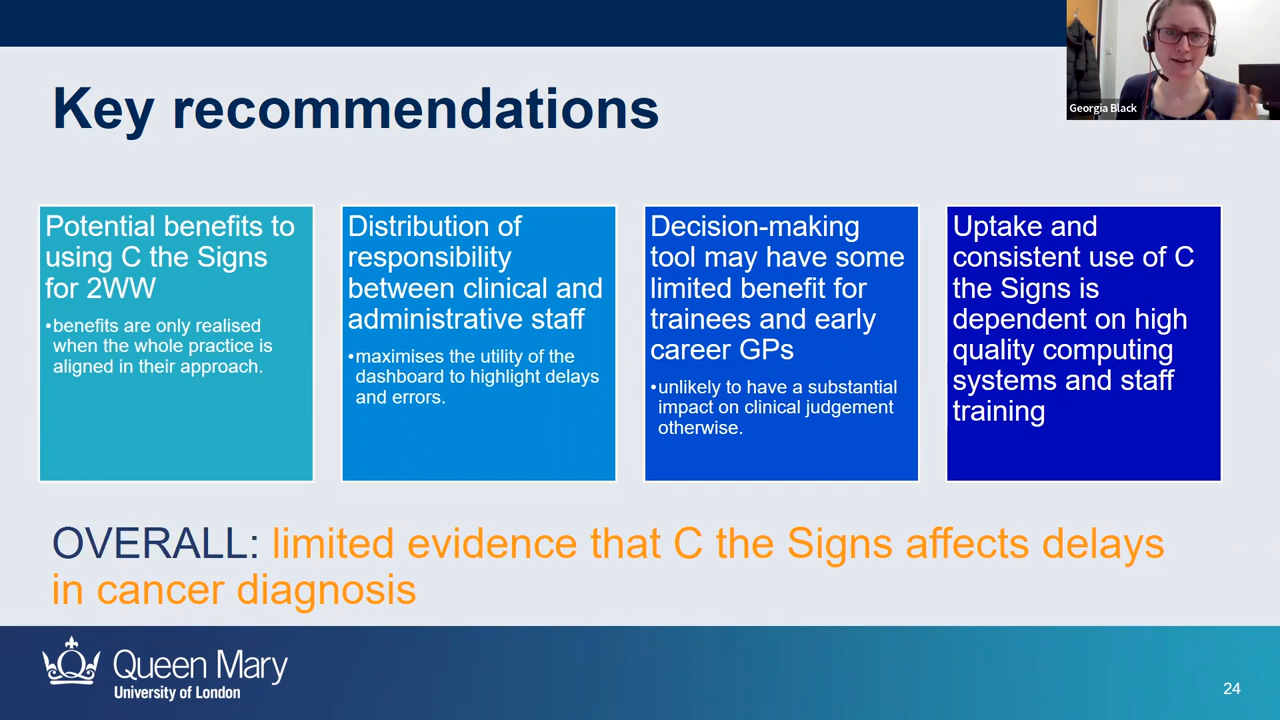 Georgia Black
Key recommendations
Potential benefits to
using C the Signs
for 2WW
•benefits are only realised
when the whole practice is
aligned in their approach.
Distribution of
responsibility
between clinical and
administrative staff
•maximises the utility of the
dashboard to highlight delays
and errors.
Decision-making
tool may have some
limited benefit for
trainees and early
career GPs
•unlikely to have a substantial
impact on clinical judgement
otherwise.
Uptake and
consistent use of C
the Signs is
dependent on high
quality computing
systems and staff
training
OVERALL: limited evidence that C the Signs affects delays
in cancer diagnosis
Queen Mary
University of London
24